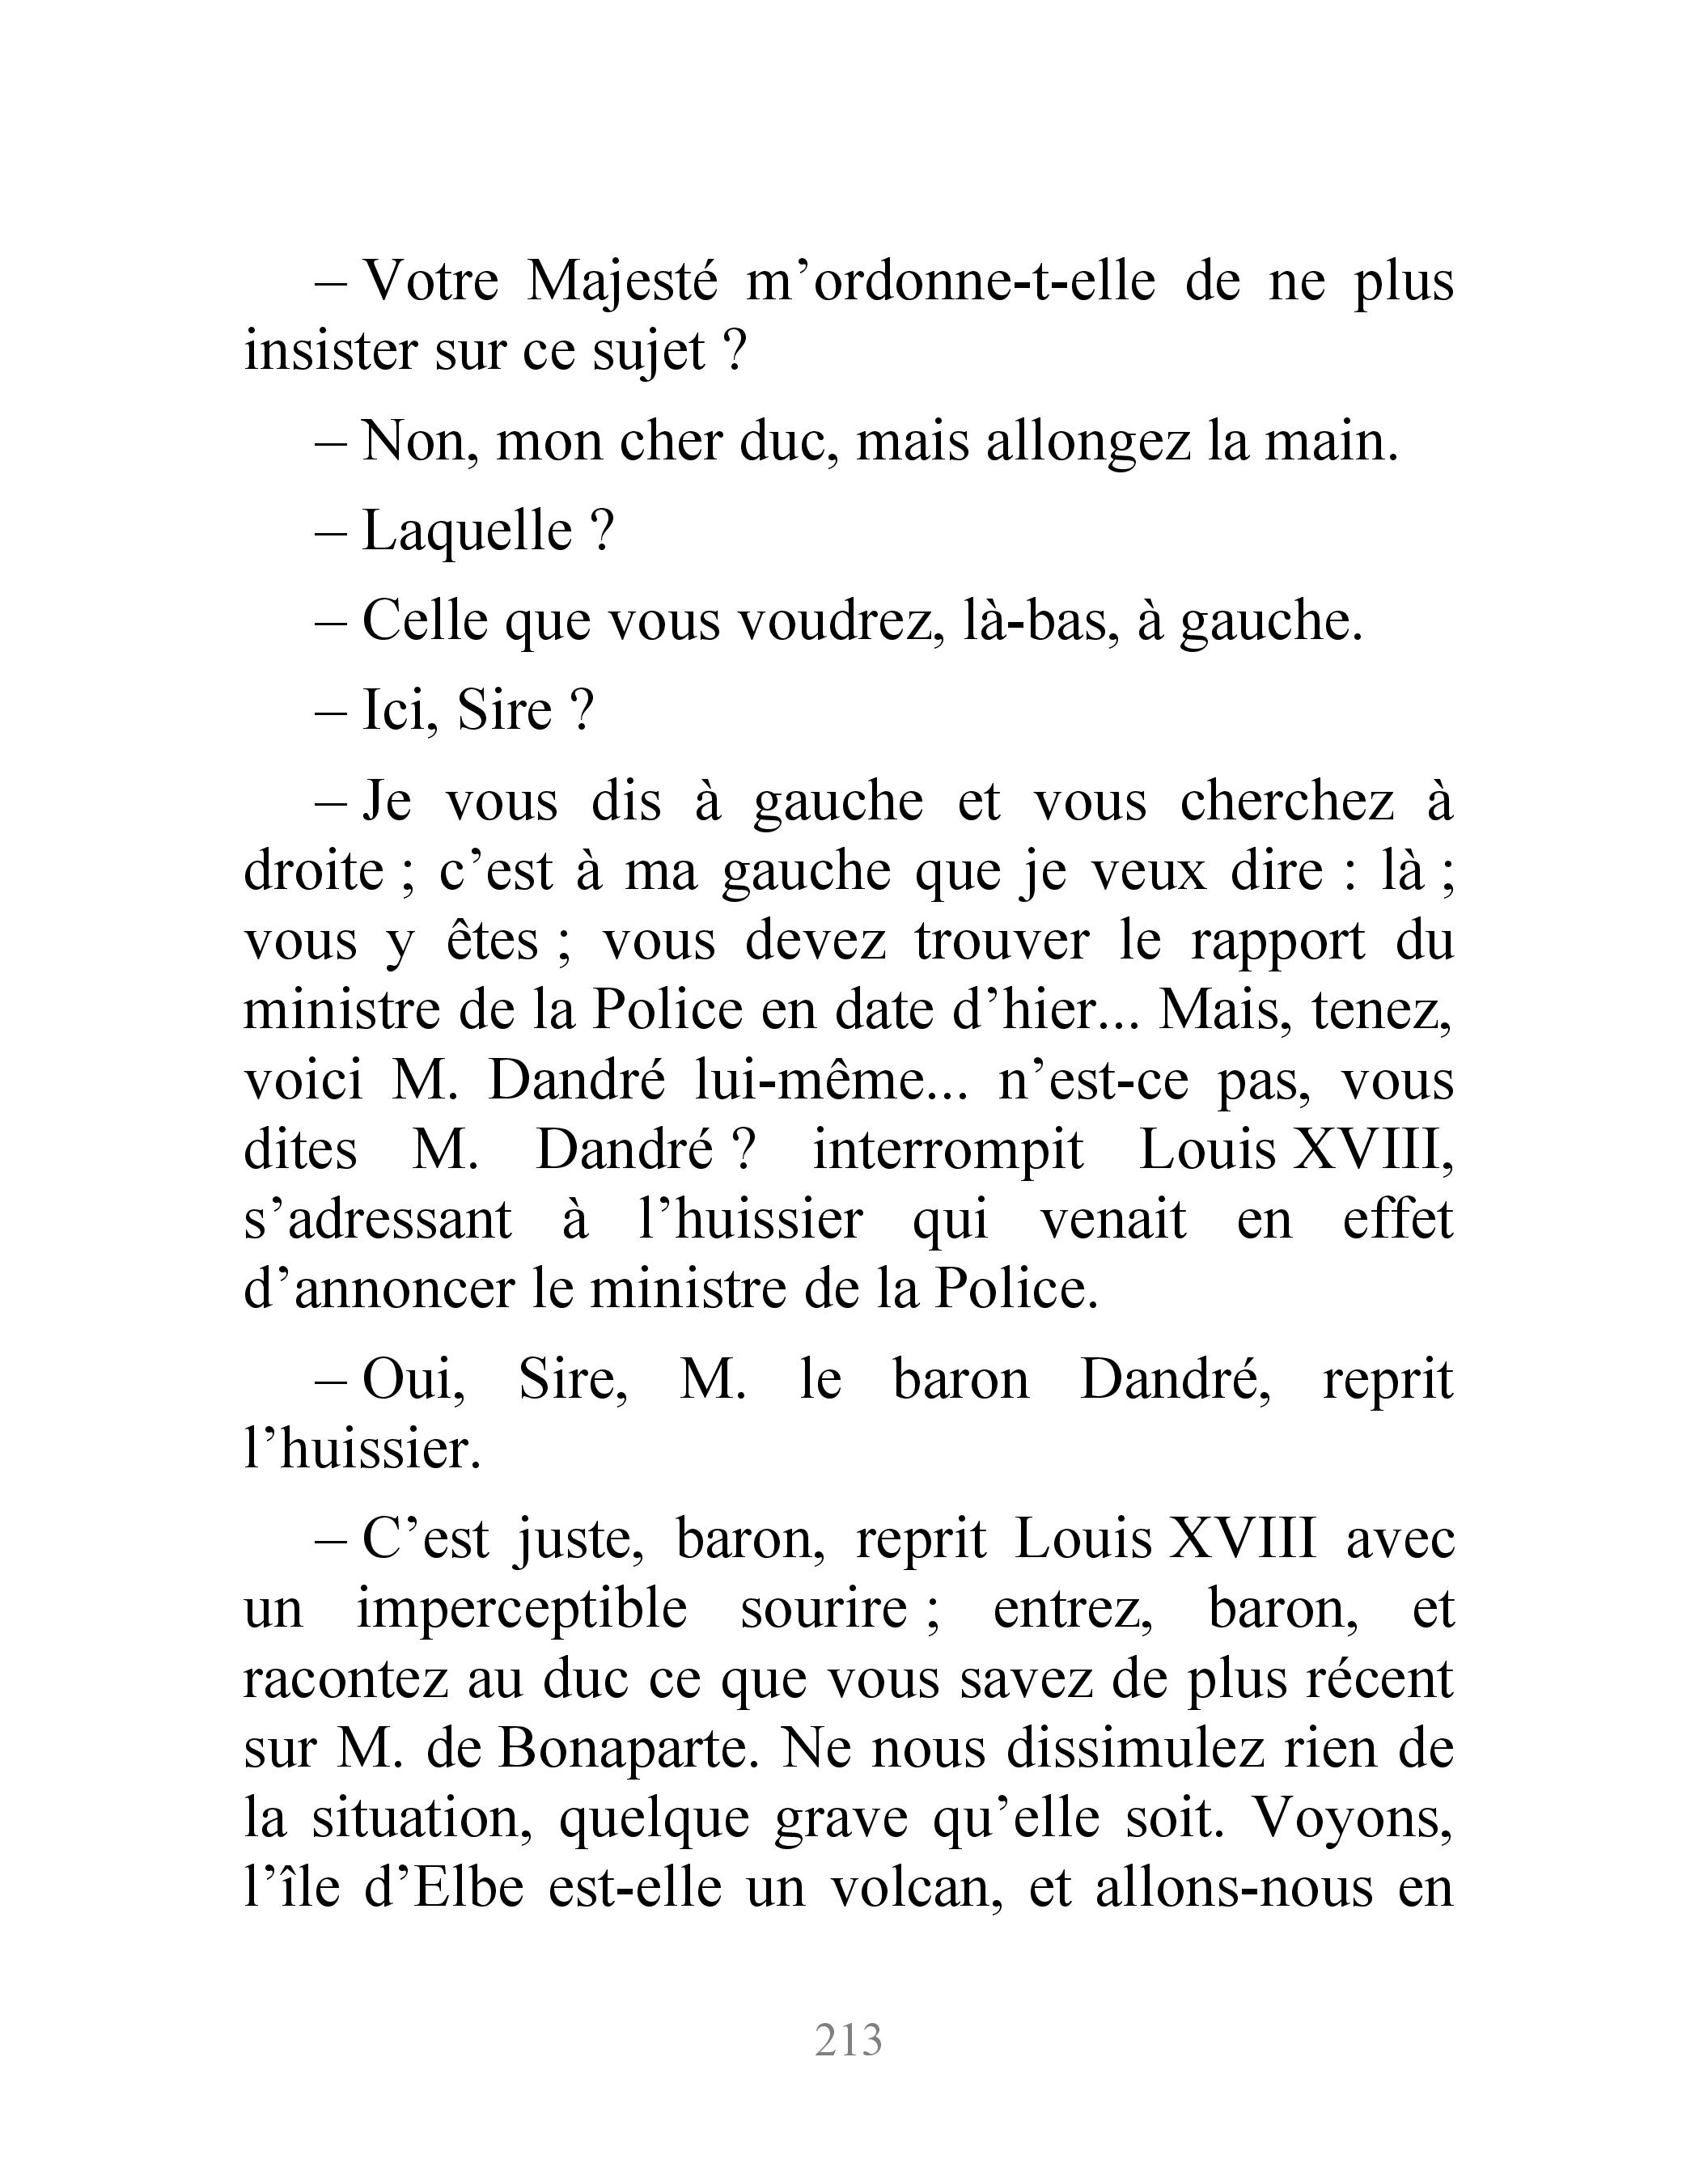 – Votre Majesté m’ordonne-t-elle de ne plus
insister sur ce sujet ?
– Non, mon cher duc, mais allongez la main.
– Laquelle ?
– Celle que vous voudrez, là-bas, à gauche.
– Ici, Sire ?
– Je vous dis à gauche et vous cherchez à
droite ; c’est à ma gauche que je veux dire : là ;
vous y êtes ; vous devez trouver le rapport du
ministre de la Police en date d’hier... Mais, tenez,
voici M. Dandré lui-même... n’est-ce pas, vous
dites M. Dandré ? interrompit Louis XVIII,
s’adressant à l’huissier qui venait en effet
d’annoncer le ministre de la Police.
– Oui, Sire, M. le baron Dandré, reprit
l’huissier.
– C’est juste, baron, reprit Louis XVIII avec
un imperceptible sourire ; entrez, baron, et
racontez au duc ce que vous savez de plus récent
sur M. de Bonaparte. Ne nous dissimulez rien de
la situation, quelque grave qu’elle soit. Voyons,
l’île d’Elbe est-elle un volcan, et allons-nous en
213